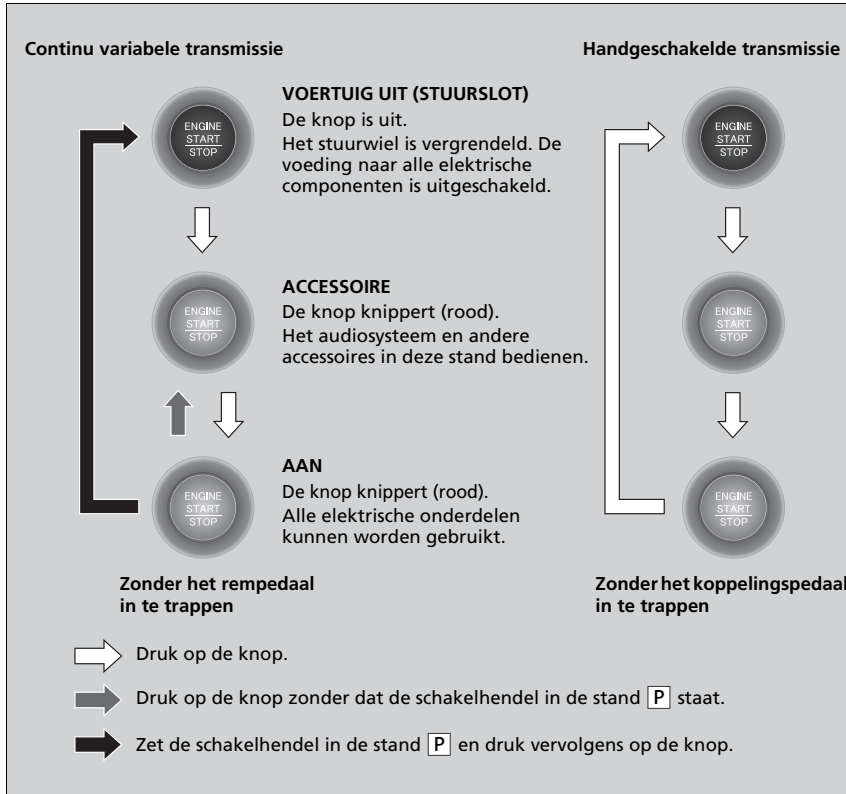 Continu variabele transmissie
Handgeschakelde transmissie
ENGINE
START
STOP
VOERTUIG UIT (STUURSLOT)
De knop is uit.
Het stuurwiel is vergrendeld. De
voeding naar alle elektrische
componenten is uitgeschakeld.
ENGINE
START
STOP
ENGINE
START
STOP
ACCESSOIRE
De knop knippert (rood).
Het audiosysteem en andere
accessoires in deze stand bedienen.
ENGINE
START
STOP
ENGINE
START
STOP
AAN
De knop knippert (rood).
Alle elektrische onderdelen
kunnen worden gebruikt.
ENGINE
START
STOP
Zonder het rempedaal
in te trappen
Zonder het koppelingspedaal
in te trappen
Druk op de knop.
Druk op de knop zonder dat de schakelhendel in de stand P staat.
Zet de schakelhendel in de stand P en druk vervolgens op de knop.